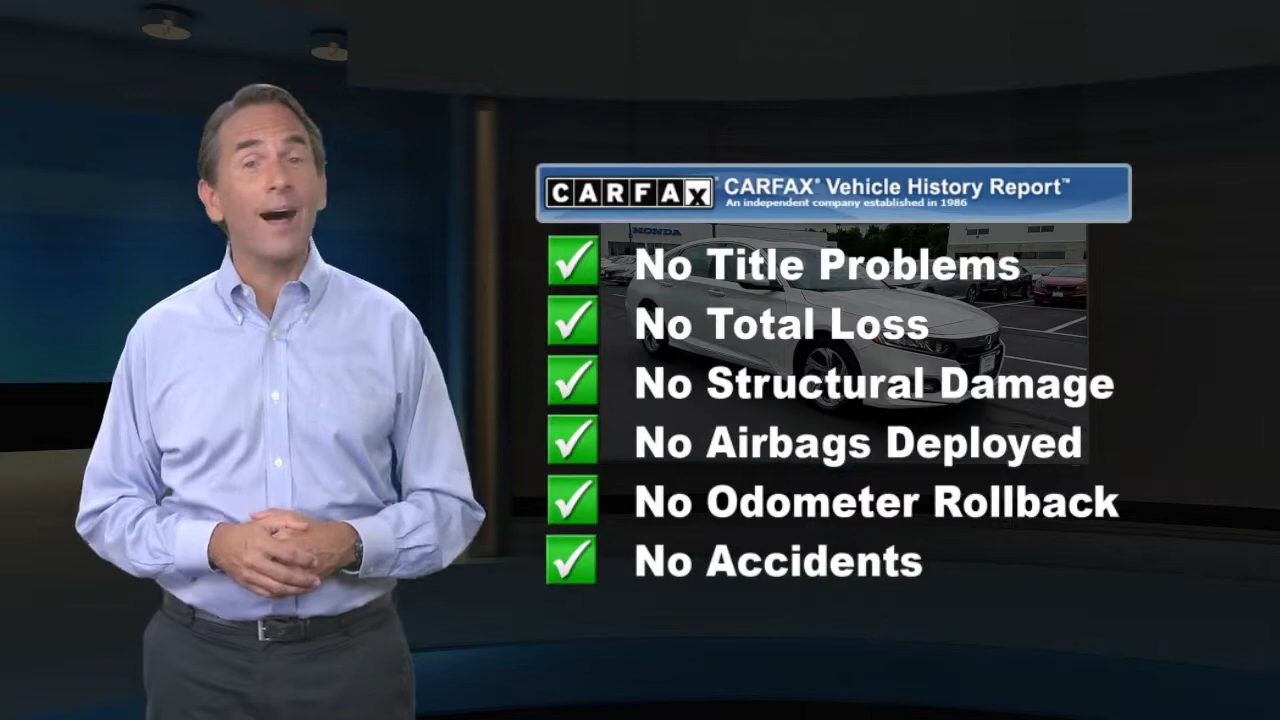 CARFAX® CARFAX® Vehicle History Report™
An independent company established in 1986
HONDA
No Title Problems
No Total Loss
No Structural Damage
No Airbags Deployed
No Odometer Rollback
No Accidents